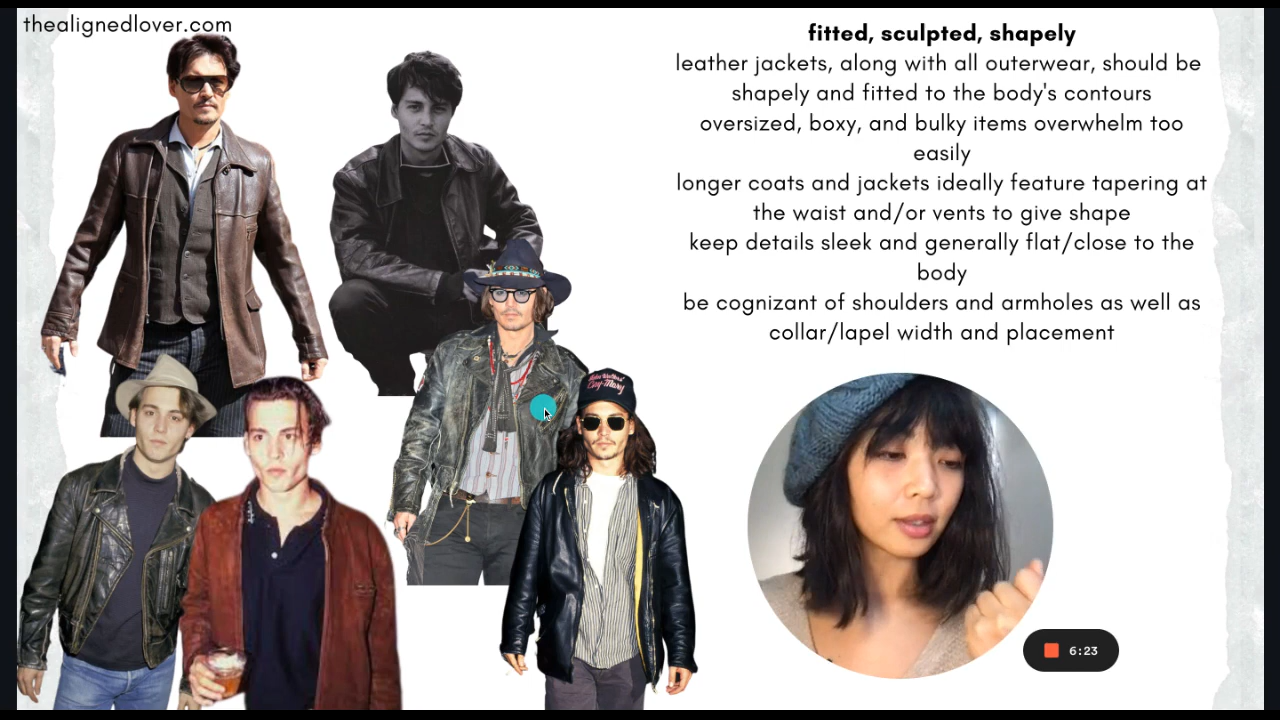 thealignedlover.com
fitted, sculpted, shapely
leather jackets, along with all outerwear, should be
shapely and fitted to the body's contours
oversized, boxy, and bulky items overwhelm too
easily
longer coats and jackets ideally feature tapering at
the waist and/or vents to give shape
keep details sleek and generally flat/close to the
body
be cognizant of shoulders and armholes as well as
collar/lapel width and placement
6:23